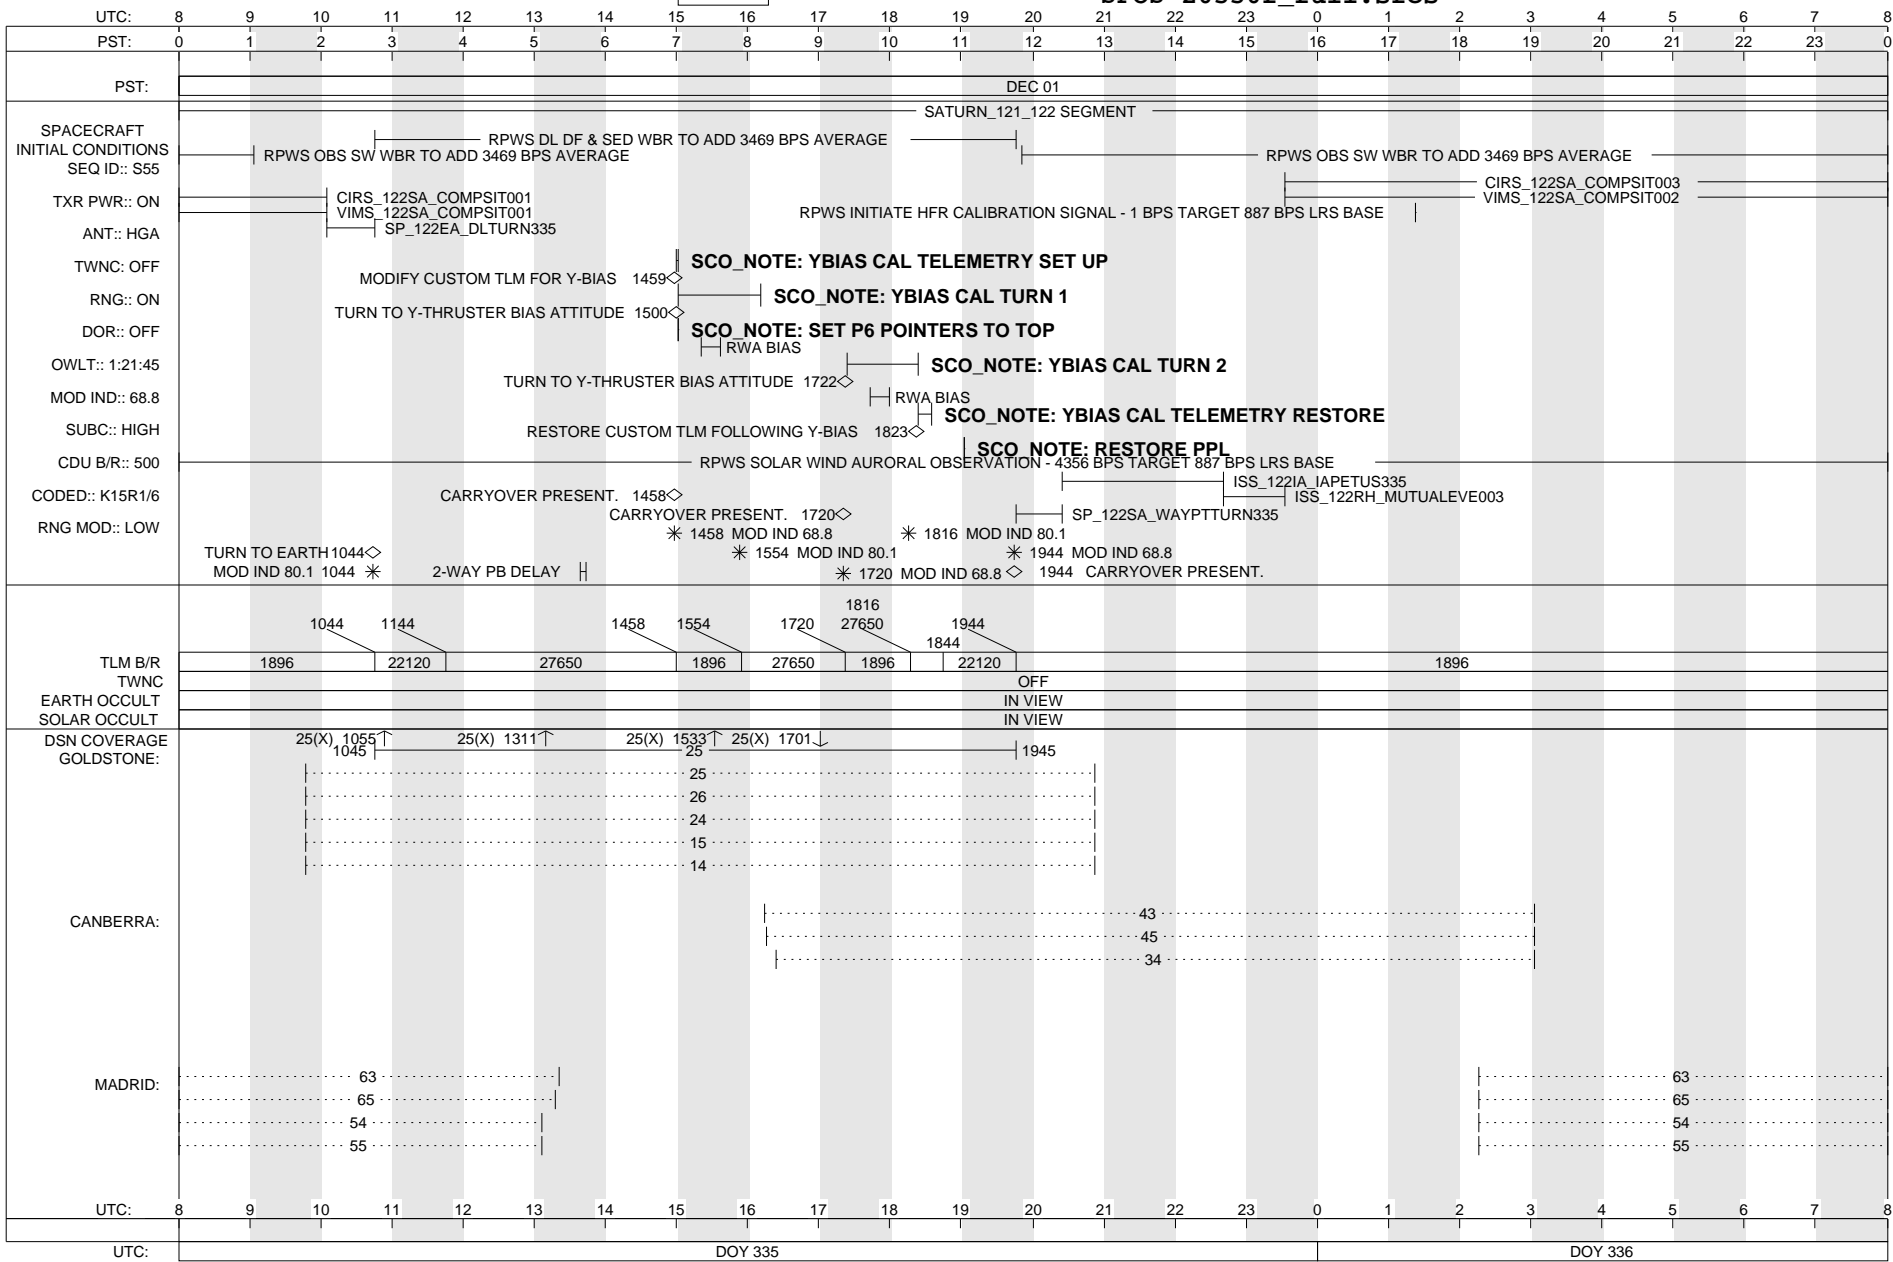 UTC: 8 9 10 11 12 13 14 15 16 17 18 19 20 21 22 23 0 1 2 3 4 5 6 7 8
PST: 0 1 2 3 4 5 6 7 8 9 10 11 12 13 14 15 16 17 18 19 20 21 22 23 0
PST: DEC 01
SATURN_121_122 SEGMENT
SPACECRAFT
INITIAL CONDITIONS
SEQ ID:: S55
RPWS DL DF & SED WBR TO ADD 3469 BPS AVERAGE
RPWS OBS SW WBR TO ADD 3469 BPS AVERAGE
RPWS OBS SW WBR TO ADD 3469 BPS AVERAGE
CIRS_122SA_COMPSIT003
TXR PWR:: ON
CIRS_122SA_COMPSIT001
VIMS_122SA_COMPSIT002
VIMS_122SA_COMPSIT001
RPWS INITIATE HFR CALIBRATION SIGNAL - 1 BPS TARGET 887 BPS LRS BASE
ANT:: HGA
SP_122EA_DLTURN335
TWNC: OFF
SCO_NOTE: YBIAS CAL TELEMETRY SET UP
MODIFY CUSTOM TLM FOR Y-BIAS 1459
RNG:: ON
SCO_NOTE: YBIAS CAL TURN 1
TURN TO Y-THRUSTER BIAS ATTITUDE 1500
DOR:: OFF
SCO_NOTE: SET P6 POINTERS TO TOP
RWA BIAS
OWLT:: 1:21:45
SCO_NOTE: YBIAS CAL TURN 2
TURN TO Y-THRUSTER BIAS ATTITUDE 1722
MOD IND:: 68.8
RWA BIAS
SCO_NOTE: YBIAS CAL TELEMETRY RESTORE
SUBC:: HIGH
RESTORE CUSTOM TLM FOLLOWING Y-BIAS 1823
SCO_NOTE: RESTORE PPL
CDU B/R:: 500
RPWS SOLAR WIND AURORAL OBSERVATION - 4356 BPS TARGET 887 BPS LRS BASE
ISS_122IA_IAPETUS335
CODED:: K15R1/6
CARRYOVER PRESENT. 1458
ISS_122RH_MUTUALEVE003
CARRYOVER PRESENT. 1720
SP_122SA_WAYPTTURN335
RNG MOD:: LOW
1458 MOD IND 68.8
1816 MOD IND 80.1
TURN TO EARTH 1044
1554 MOD IND 80.1
1944 MOD IND 68.8
MOD IND 80.1 1044
2-WAY PB DELAY
1720 MOD IND 68.8
1944 CARRYOVER PRESENT.
1816
1044 1144 1458 1554 1720 27650 1944
1844
TLM B/R 1896 22120 27650 1896 27650 1896 22120 1896
TWNC OFF
EARTH OCCULT IN VIEW
SOLAR OCCULT IN VIEW
DSN COVERAGE
25(X) 1055 25(X) 1311 25(X) 1533 25(X) 1701
GOLDSTONE:
1045 25 1945
25
26
24
15
14
CANBERRA:
43
45
34
MADRID:
63 63
65 65
54 54
55 55
UTC: 8 9 10 11 12 13 14 15 16 17 18 19 20 21 22 23 0 1 2 3 4 5 6 7 8
UTC: DOY 335 DOY 336